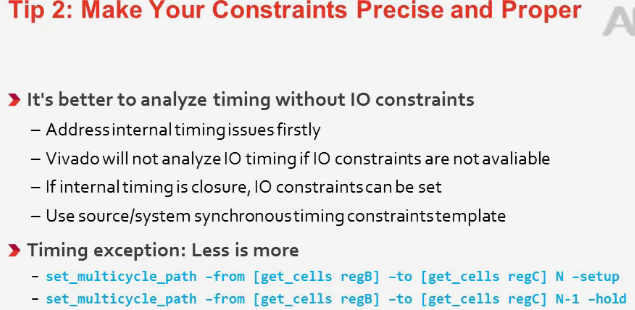 Tip 2: Make Your Constraints Precise and Proper
It's better to analyze timing without IO constraints
– Address internal timing issues firstly
– Vivado will not analyze IO timing if IO constraints are not avaliable
– If internal timing is closure, IO constraints can be set
– Use source/system synchronous timing constraints template
Timing exception: Less is more
– set_multicycle_path –from [get_cells regB] –to [get_cells regC] N –setup
– set_multicycle_path –from [get_cells regB] –to [get_cells regC] N-1 –hold